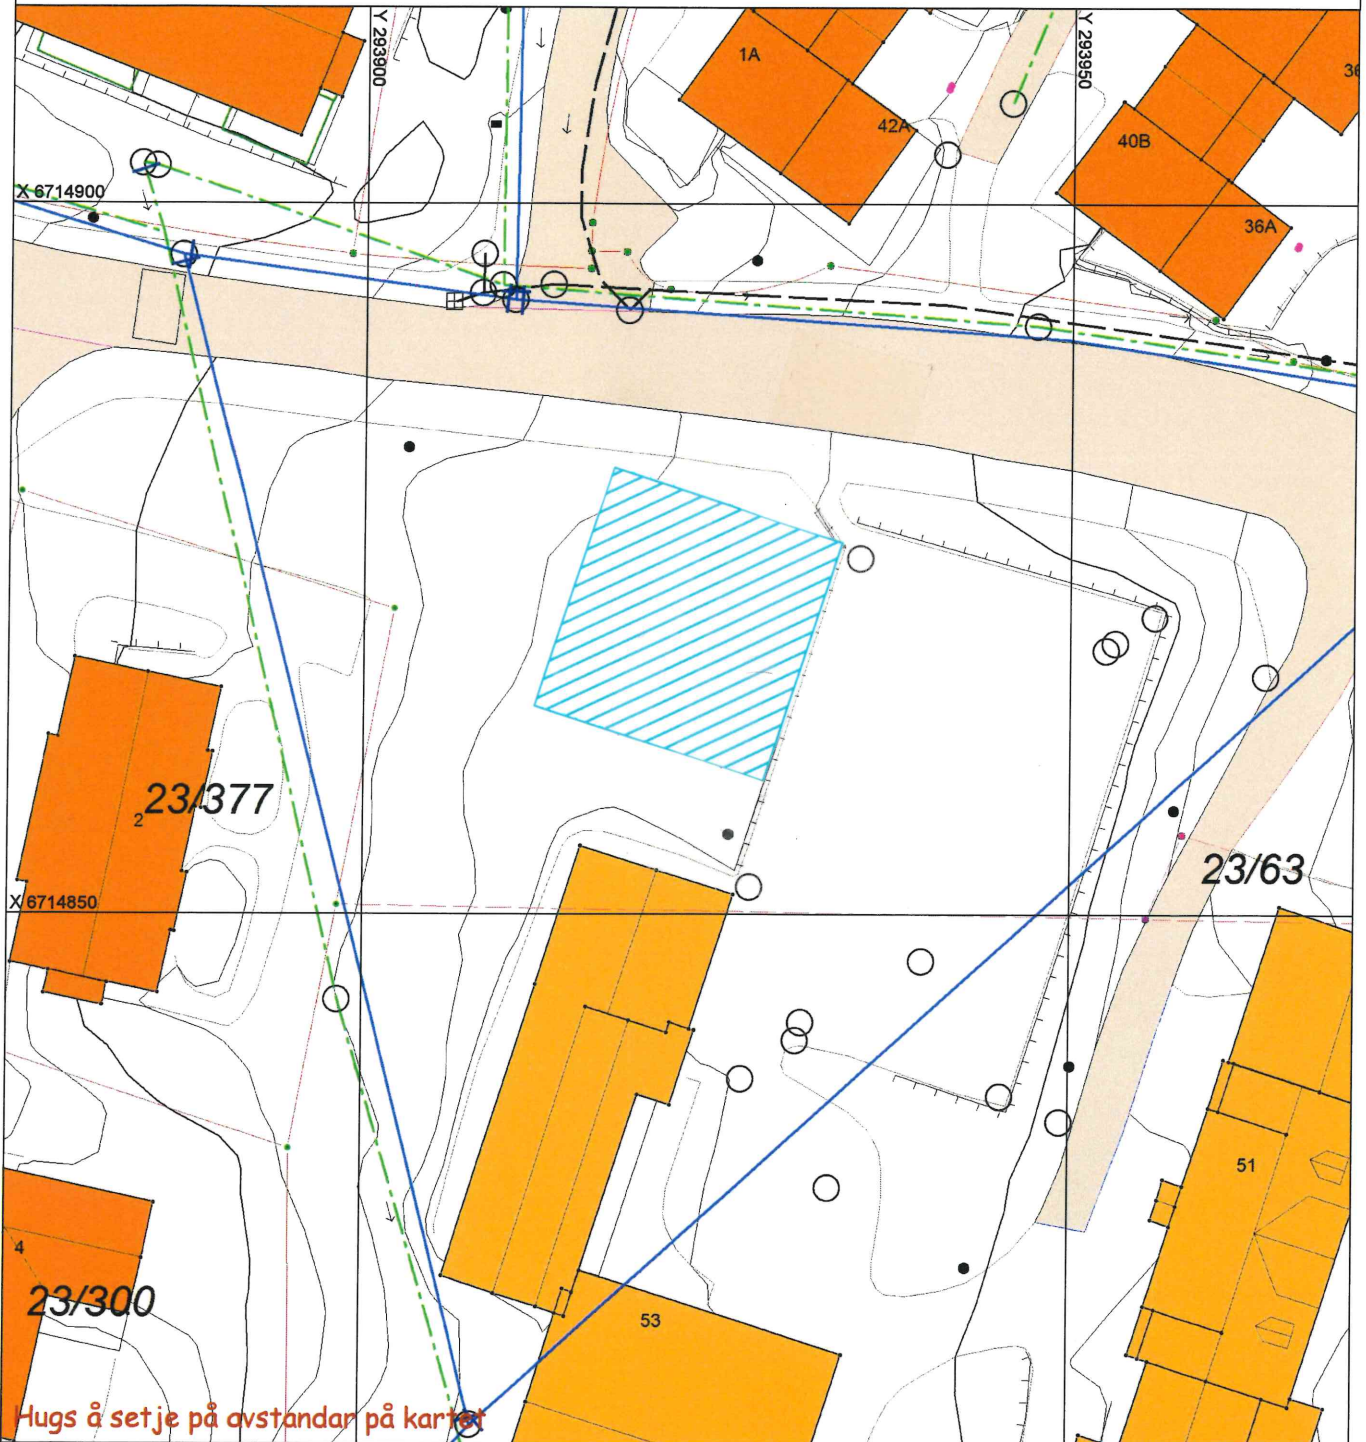 Y 293900
Y 293950
1A
36
42A
40B
X 6714900
36A
2
23/377
23/63
X 6714850
51
4
23/300
53
Hugs å setje på avstandar på kartet